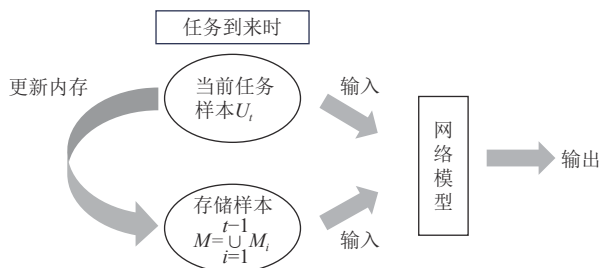 任务到来时
更新内存
当前任务
样本Uₜ
输入
网络模型
输出
存储样本
t−1
M= ∪ Mᵢ
i=1
输入